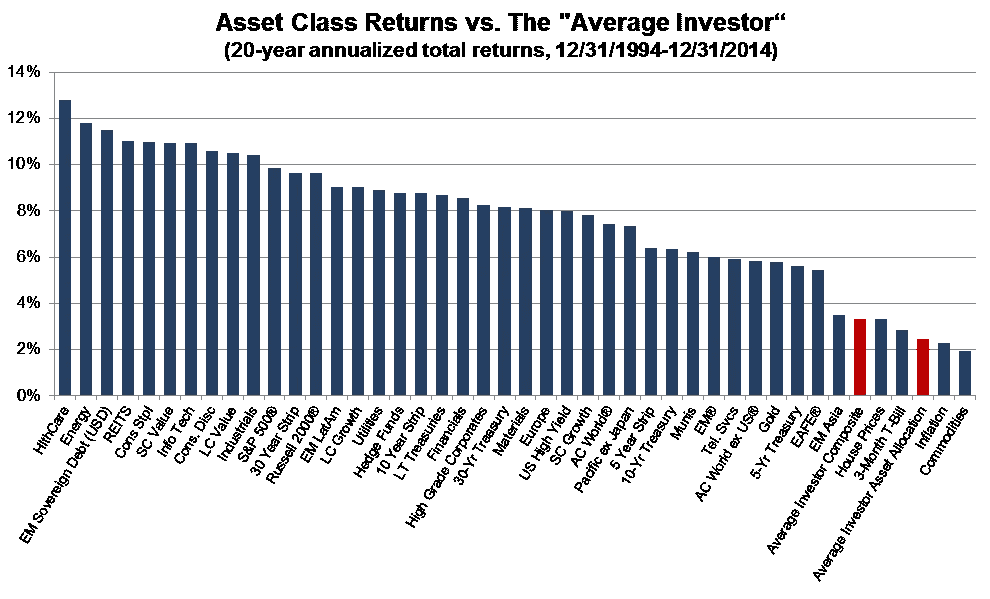 Asset Class Returns vs. The "Average Investor“
(20-year annualized total returns, 12/31/1994-12/31/2014)
14%
12%
10%
8%
6%
4%
2%
0%
HlthCare
Energy
EM Sovereign Debt (USD)
REITS
Cons Stpl
SC Value
Info Tech
Cons. Disc
LC Value
Industrials
S&P 500®
30 Year Strip
Russell 2000®
EM LatAm
LC Growth
Utilities
Hedge Funds
10 Year Strip
LT Treasuries
Financials
High Grade Corporates
30-Yr Treasury
Materials
Europe
US High Yield
SC Growth
AC World®
Pacific ex Japan
5 Year Strip
10-Yr Treasury
Munis
EM®
Tel. Svcs
AC World ex US®
Gold
5-Yr Treasury
EAFE®
EM Asia
Average Investor Composite
House Prices
3-Month T-Bill
Average Investor Asset Allocation
Inflation
Commodities